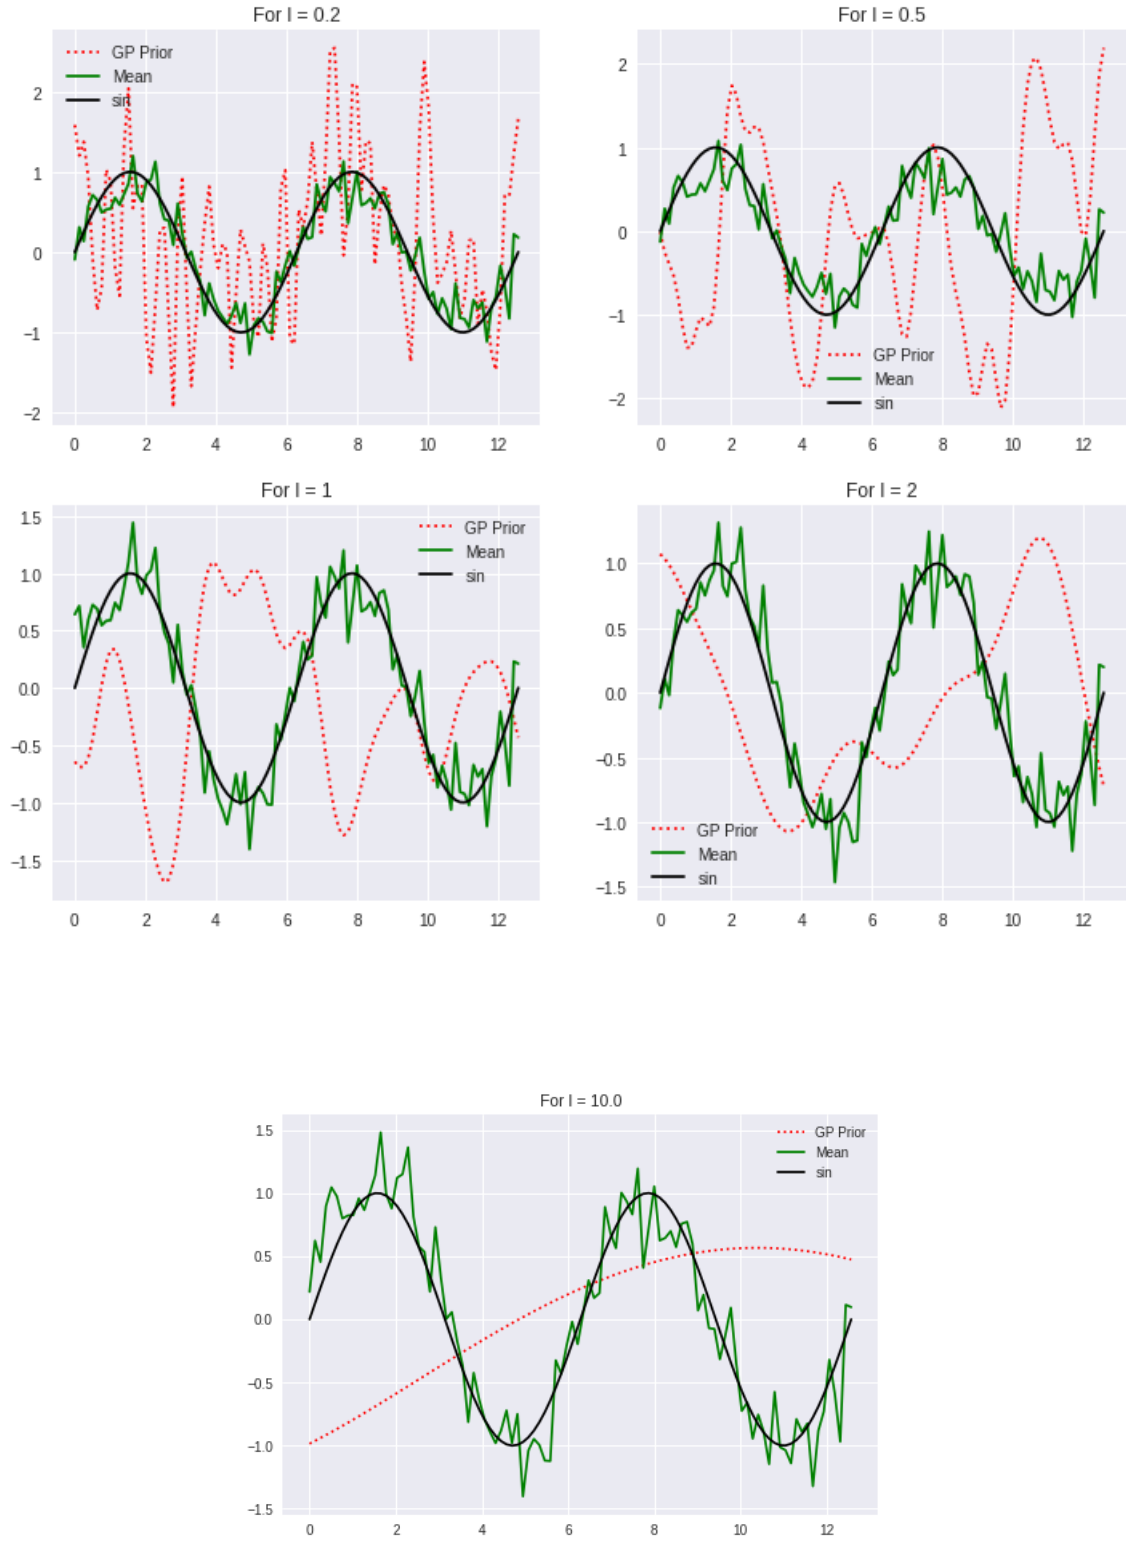 For l = 0.2
GP Prior
Mean
sin
2
1
0
−1
−2
0 2 4 6 8 10 12
For l = 0.5
2
1
0
−1
−2
GP Prior
Mean
sin
0 2 4 6 8 10 12
For l = 1
1.5
1.0
0.5
0.0
−0.5
−1.0
−1.5
GP Prior
Mean
sin
0 2 4 6 8 10 12
For l = 2
1.0
0.5
0.0
−0.5
−1.0
−1.5
GP Prior
Mean
sin
0 2 4 6 8 10 12
For l = 10.0
1.5
1.0
0.5
0.0
−0.5
−1.0
−1.5
GP Prior
Mean
sin
0 2 4 6 8 10 12